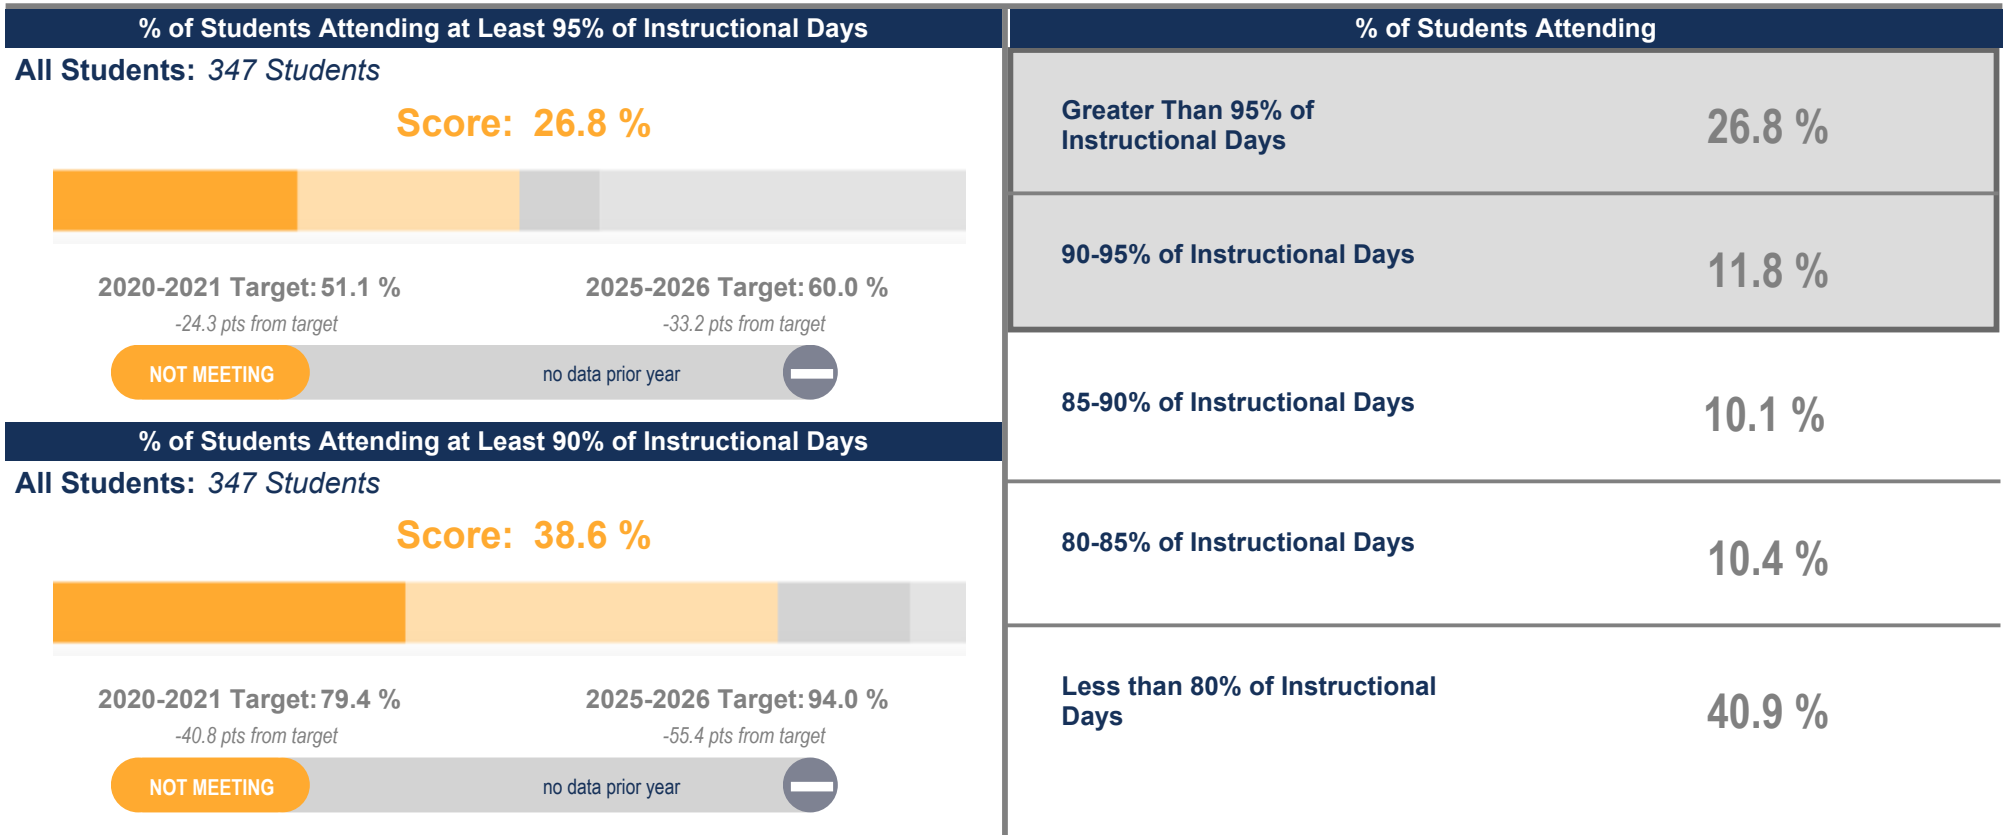 % of Students Attending at Least 95% of Instructional Days
All Students: 347 Students
Score: 26.8 %
2020-2021 Target: 51.1 %
-24.3 pts from target
2025-2026 Target: 60.0 %
-33.2 pts from target
NOT MEETING
no data prior year
% of Students Attending at Least 90% of Instructional Days
All Students: 347 Students
Score: 38.6 %
2020-2021 Target: 79.4 %
-40.8 pts from target
2025-2026 Target: 94.0 %
-55.4 pts from target
NOT MEETING
no data prior year
% of Students Attending
Greater Than 95% of
Instructional Days
26.8 %
90-95% of Instructional Days
11.8 %
85-90% of Instructional Days
10.1 %
80-85% of Instructional Days
10.4 %
Less than 80% of Instructional
Days
40.9 %